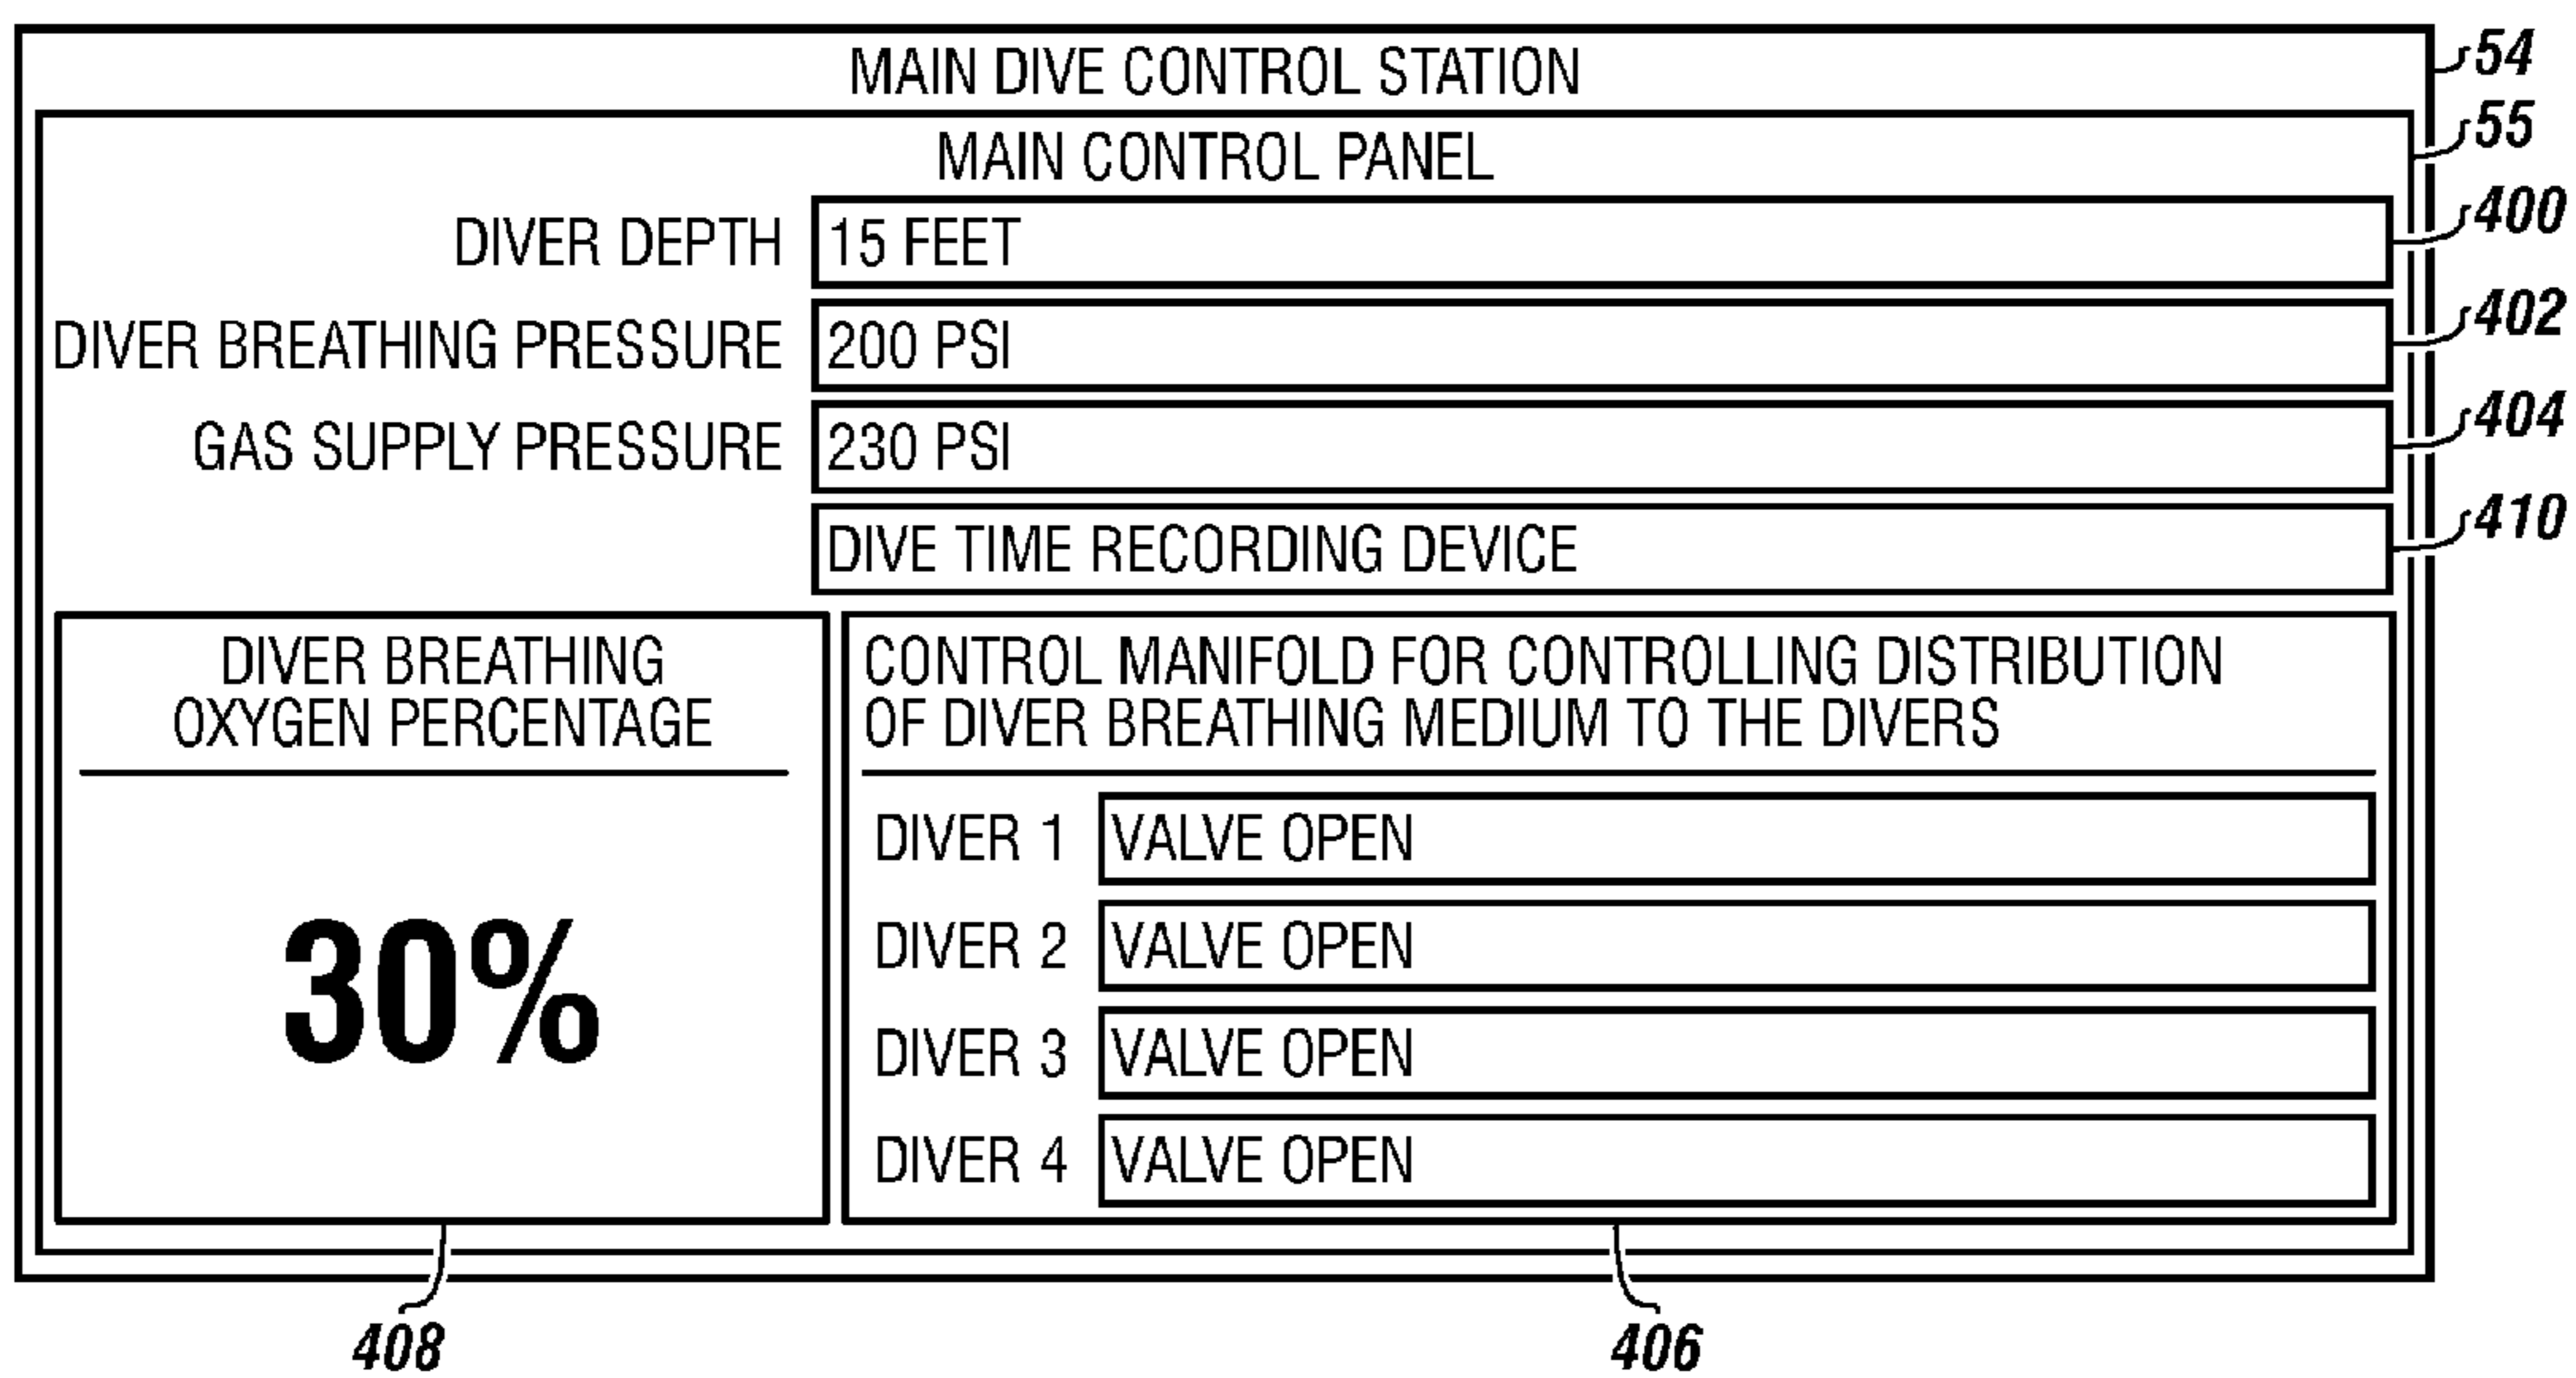 MAIN DIVE CONTROL STATION
54
MAIN CONTROL PANEL
55
DIVER DEPTH 15 FEET
400
DIVER BREATHING PRESSURE 200 PSI
402
GAS SUPPLY PRESSURE 230 PSI
404
DIVE TIME RECORDING DEVICE
410
DIVER BREATHING
OXYGEN PERCENTAGE
30%
CONTROL MANIFOLD FOR CONTROLLING DISTRIBUTION
OF DIVER BREATHING MEDIUM TO THE DIVERS
DIVER 1 VALVE OPEN
DIVER 2 VALVE OPEN
DIVER 3 VALVE OPEN
DIVER 4 VALVE OPEN
408
406